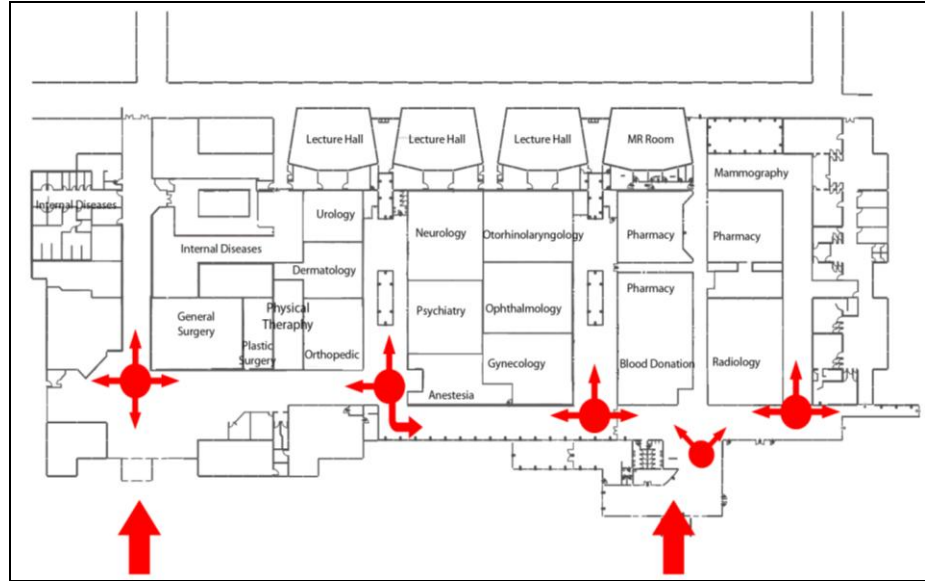 Lecture Hall
Lecture Hall
Lecture Hall
MR Room
Mammography
Internal Diseases
Urology
Neurology
Otorhinolaryngology
Pharmacy
Pharmacy
Internal Diseases
Dermatology
Pharmacy
General
Surgery
Physical
Theraphy
Psychiatry
Ophthalmology
Plastic
Surgery
Orthopedic
Gynecology
Blood Donation
Radiology
Anestesia